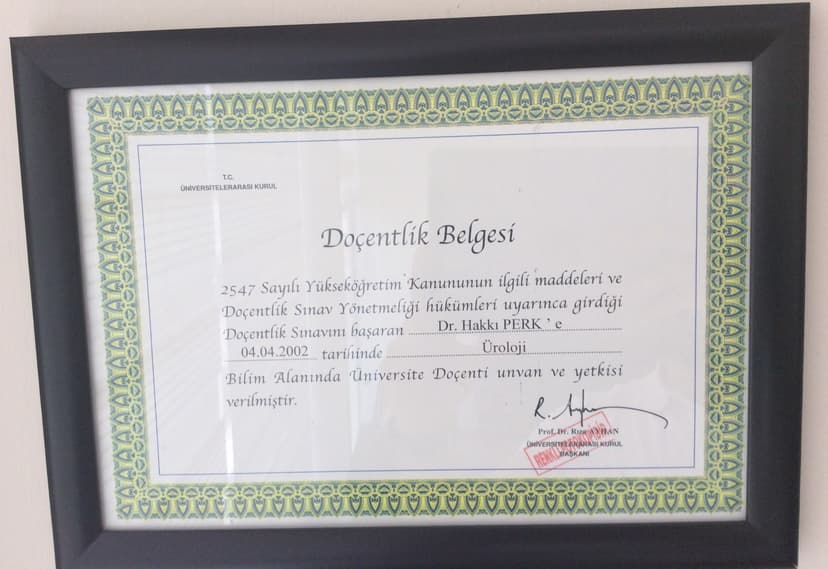 T.C.
ÜNİVERSİTELERARASI KURUL
Doçentlik Belgesi
2547 Sayılı Yükseköğretim Kanununun ilgili maddeleri ve
Doçentlik Sınav Yönetmeliği hükümleri uyarınca girdiği
Doçentlik Sınavını başaran Dr. Hakkı PERK ' e
04.04.2002 tarihinde Üroloji
Bilim Alanında Üniversite Doçenti unvan ve yetkisi
verilmiştir.
R. Ayhan
Prof. Dr. Rıza AYHAN
ÜNİVERSİTELERARASI KURUL
BAŞKANI